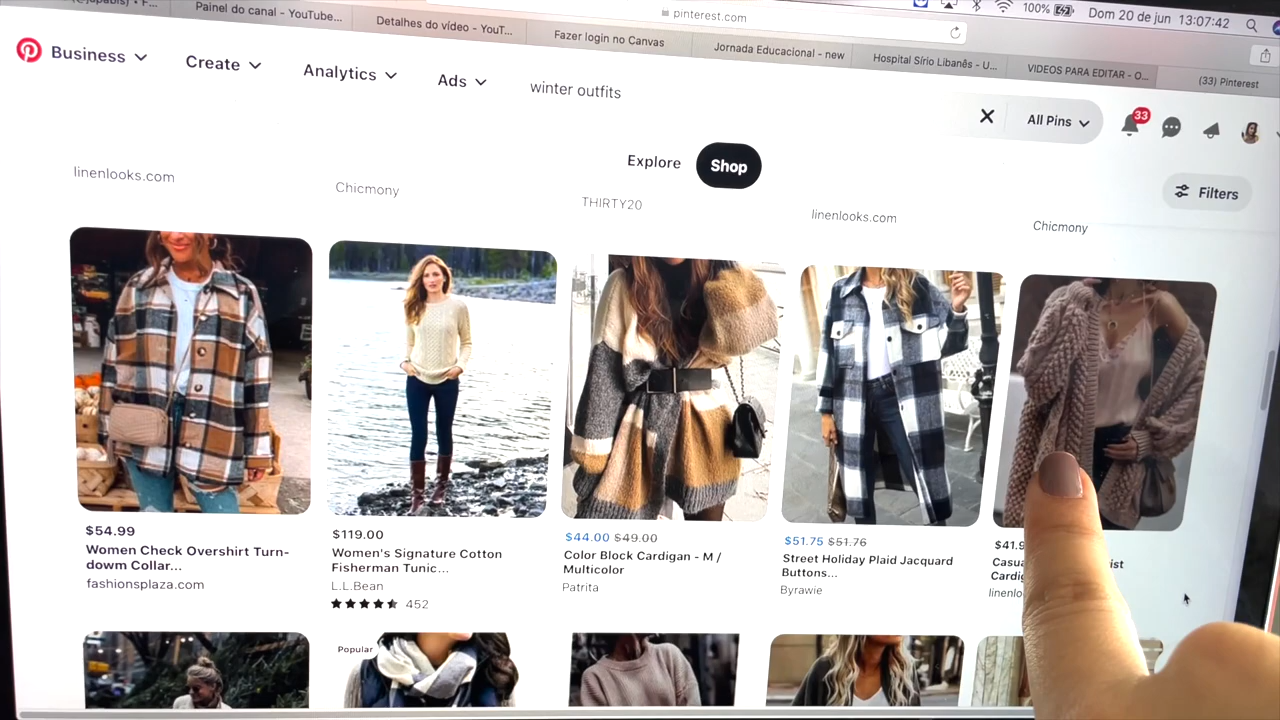 pinterest.com
100%
Dom 20 de jun 13:07:42
Painel do canal - YouTube...
Detalhes do vídeo - YouT...
Fazer login no Canvas
Jornada Educacional - new
Hospital Sírio Libanês - U...
VIDEOS PARA EDITAR - O...
(33) Pinterest
Business
Create
Analytics
Ads
winter outfits
All Pins
33
Explore
Shop
Filters
linenlooks.com
Chicmony
THIRTY20
linenlooks.com
Chicmony
$54.99
Women Check Overshirt Turn-
dowm Collar...
fashionsplaza.com
$119.00
Women's Signature Cotton
Fisherman Tunic...
L.L.Bean
452
$44.00 $49.00
Color Block Cardigan - M /
Multicolor
Patrita
$51.75 $51.76
Street Holiday Plaid Jacquard
Buttons...
Byrawie
$41.9
Popular